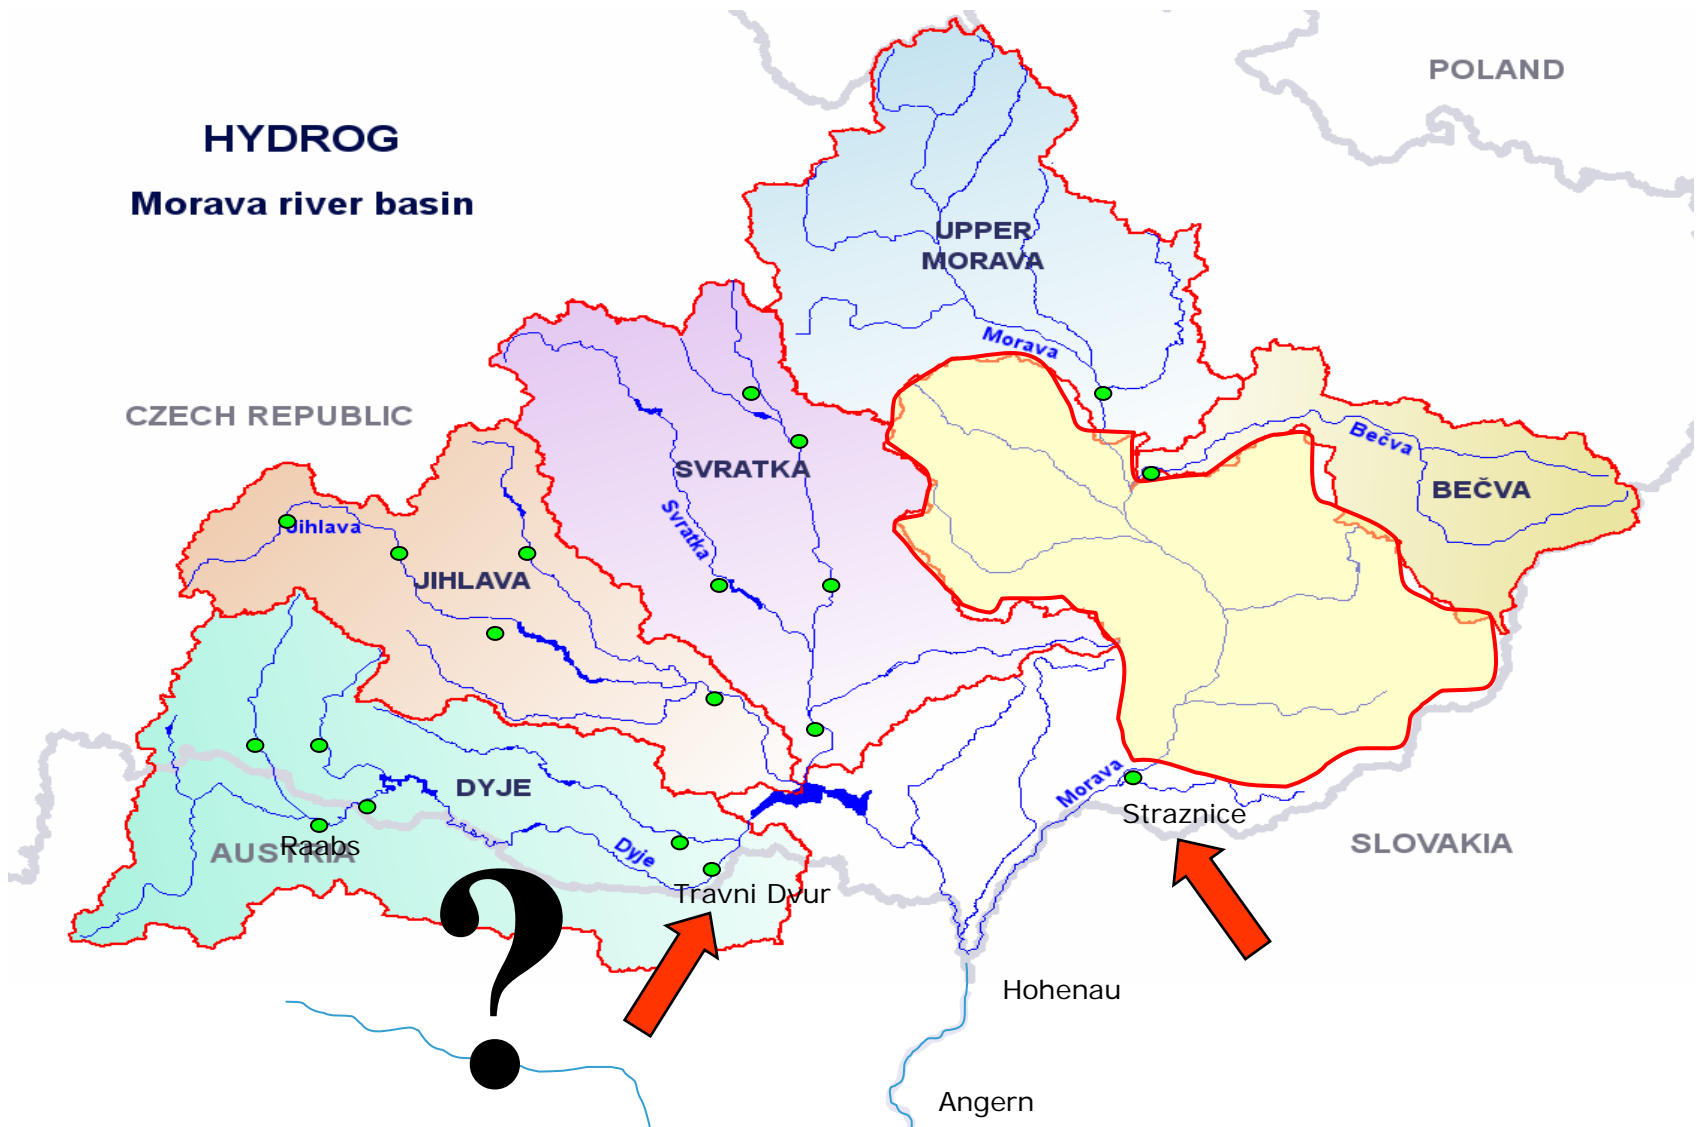 POLAND
HYDROG
Morava river basin
UPPER
MORAVA
Morava
CZECH REPUBLIC
Bečva
SVRATKA
BEČVA
Svratka
Jihlava
JIHLAVA
DYJE
Morava
Straznice
Raabs
AUSTRIA
Dyje
SLOVAKIA
Travni Dvur
?
Hohenau
Angern